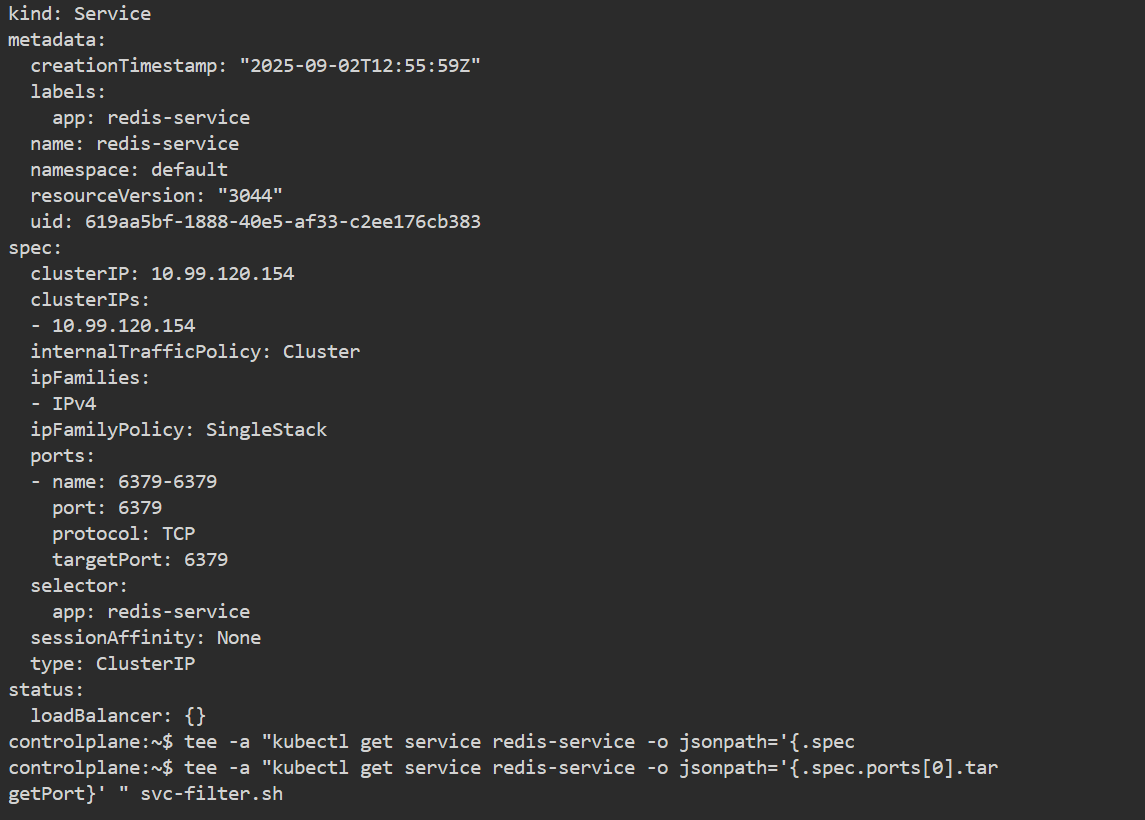 kind: Service
metadata:
  creationTimestamp: "2025-09-02T12:55:59Z"
  labels:
    app: redis-service
  name: redis-service
  namespace: default
  resourceVersion: "3044"
  uid: 619aa5bf-1888-40e5-af33-c2ee176cb383
spec:
  clusterIP: 10.99.120.154
  clusterIPs:
  - 10.99.120.154
  internalTrafficPolicy: Cluster
  ipFamilies:
  - IPv4
  ipFamilyPolicy: SingleStack
  ports:
  - name: 6379-6379
    port: 6379
    protocol: TCP
    targetPort: 6379
  selector:
    app: redis-service
  sessionAffinity: None
  type: ClusterIP
status:
  loadBalancer: {}
controlplane:~$ tee -a "kubectl get service redis-service -o jsonpath='{.spec
controlplane:~$ tee -a "kubectl get service redis-service -o jsonpath='{.spec.ports[0].tar
getPort}' " svc-filter.sh